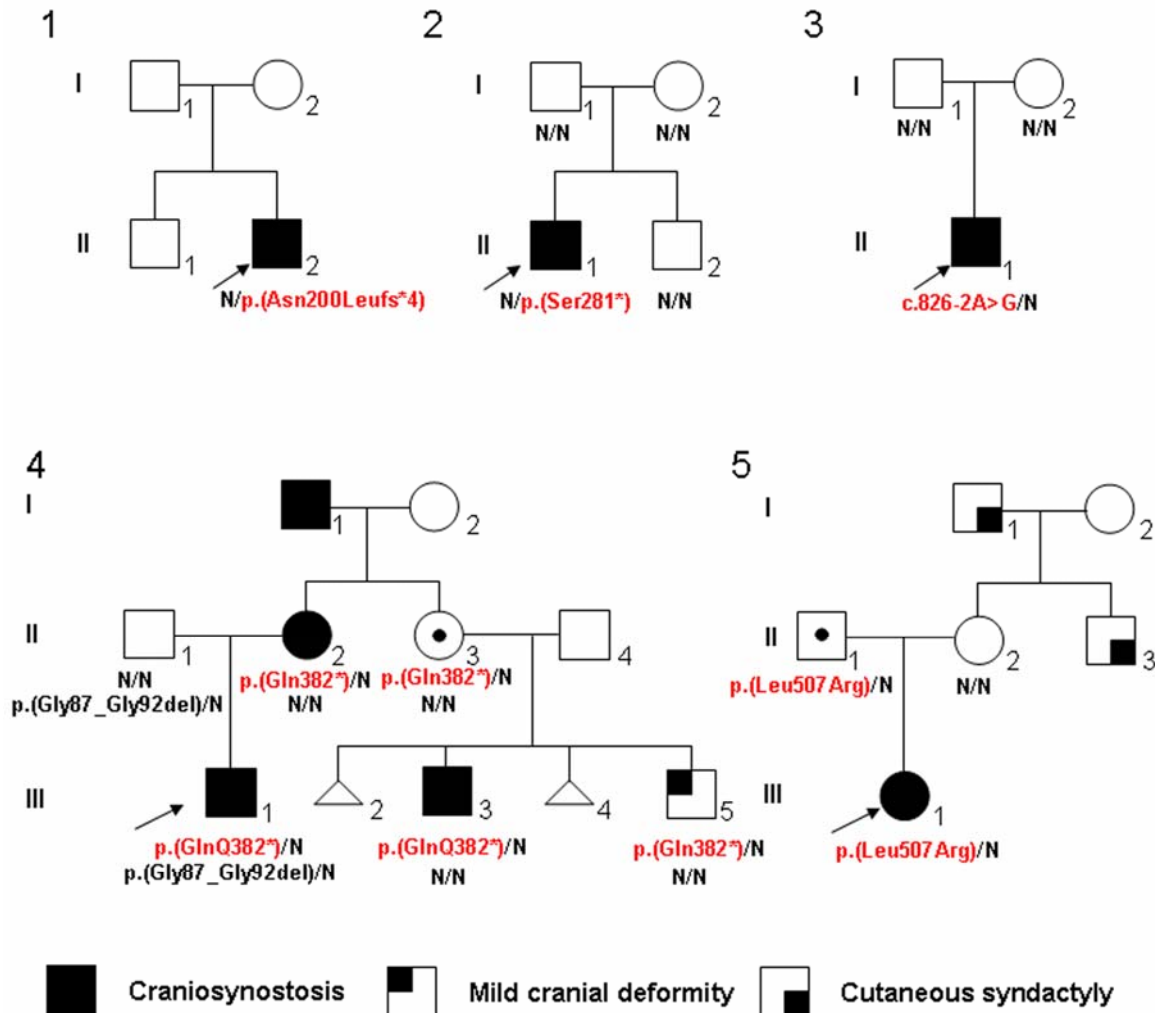 1 2 3
I 1 2 I 1 2 I 1 2
N/N N/N N/N N/N
II 1 2 II 1 2 II 1
N/p.(Asn200Leufs*4) N/p.(Ser281*) N/N c.826-2A>G/N
4 5
I 1 2 I 1 2
II 1 2 3 4 II 1 2 3
N/N p.(Gln382*)/N p.(Gln382*)/N p.(Leu507Arg)/N N/N
p.(Gly87_Gly92del)/N N/N N/N
III 1 2 3 4 5 III 1
p.(GlnQ382*)/N p.(GlnQ382*)/N p.(Gln382*)/N p.(Leu507Arg)/N
p.(Gly87_Gly92del)/N N/N N/N
Craniosynostosis Mild cranial deformity Cutaneous syndactyly